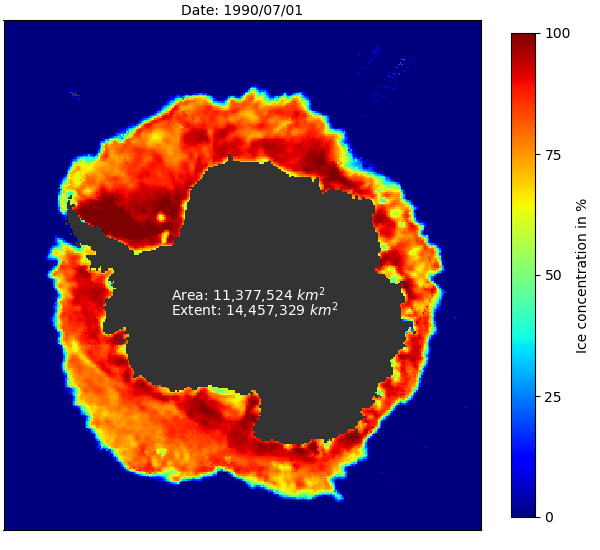 Date: 1990/07/01
100
75
Area: 11,377,524 km²
Extent: 14,457,329 km²
50
25
0
Ice concentration in %